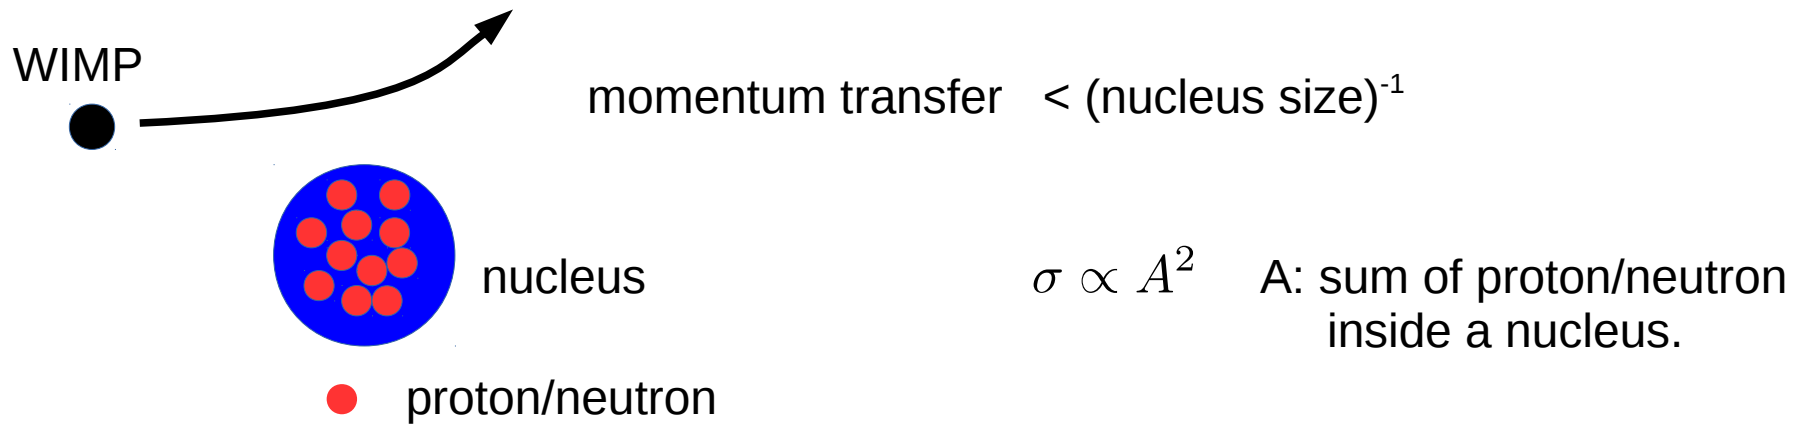 WIMP
momentum transfer < (nucleus size)⁻¹
nucleus
σ ∝ A² A: sum of proton/neutron
inside a nucleus.
proton/neutron